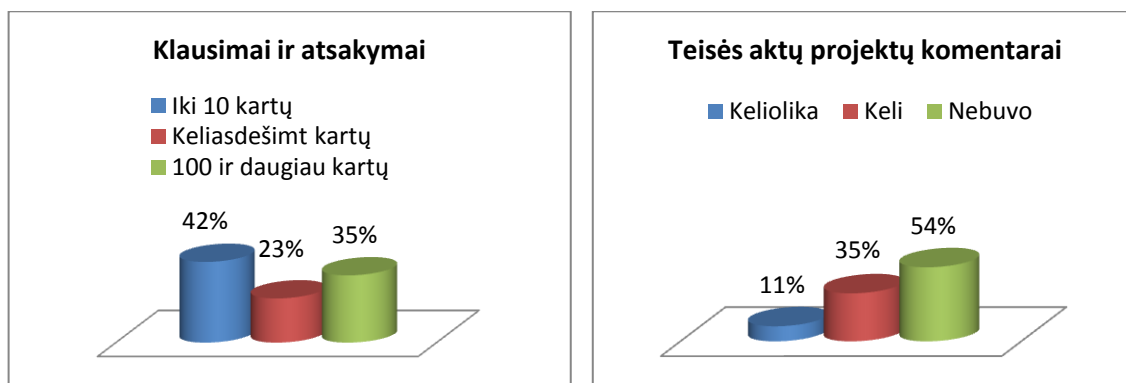 Klausimai ir atsakymai
Iki 10 kartų
Keliasdešimt kartų
100 ir daugiau kartų
42%
23%
35%
Teisės aktų projektų komentarai
Keliolika Keli Nebuvo
11%
35%
54%